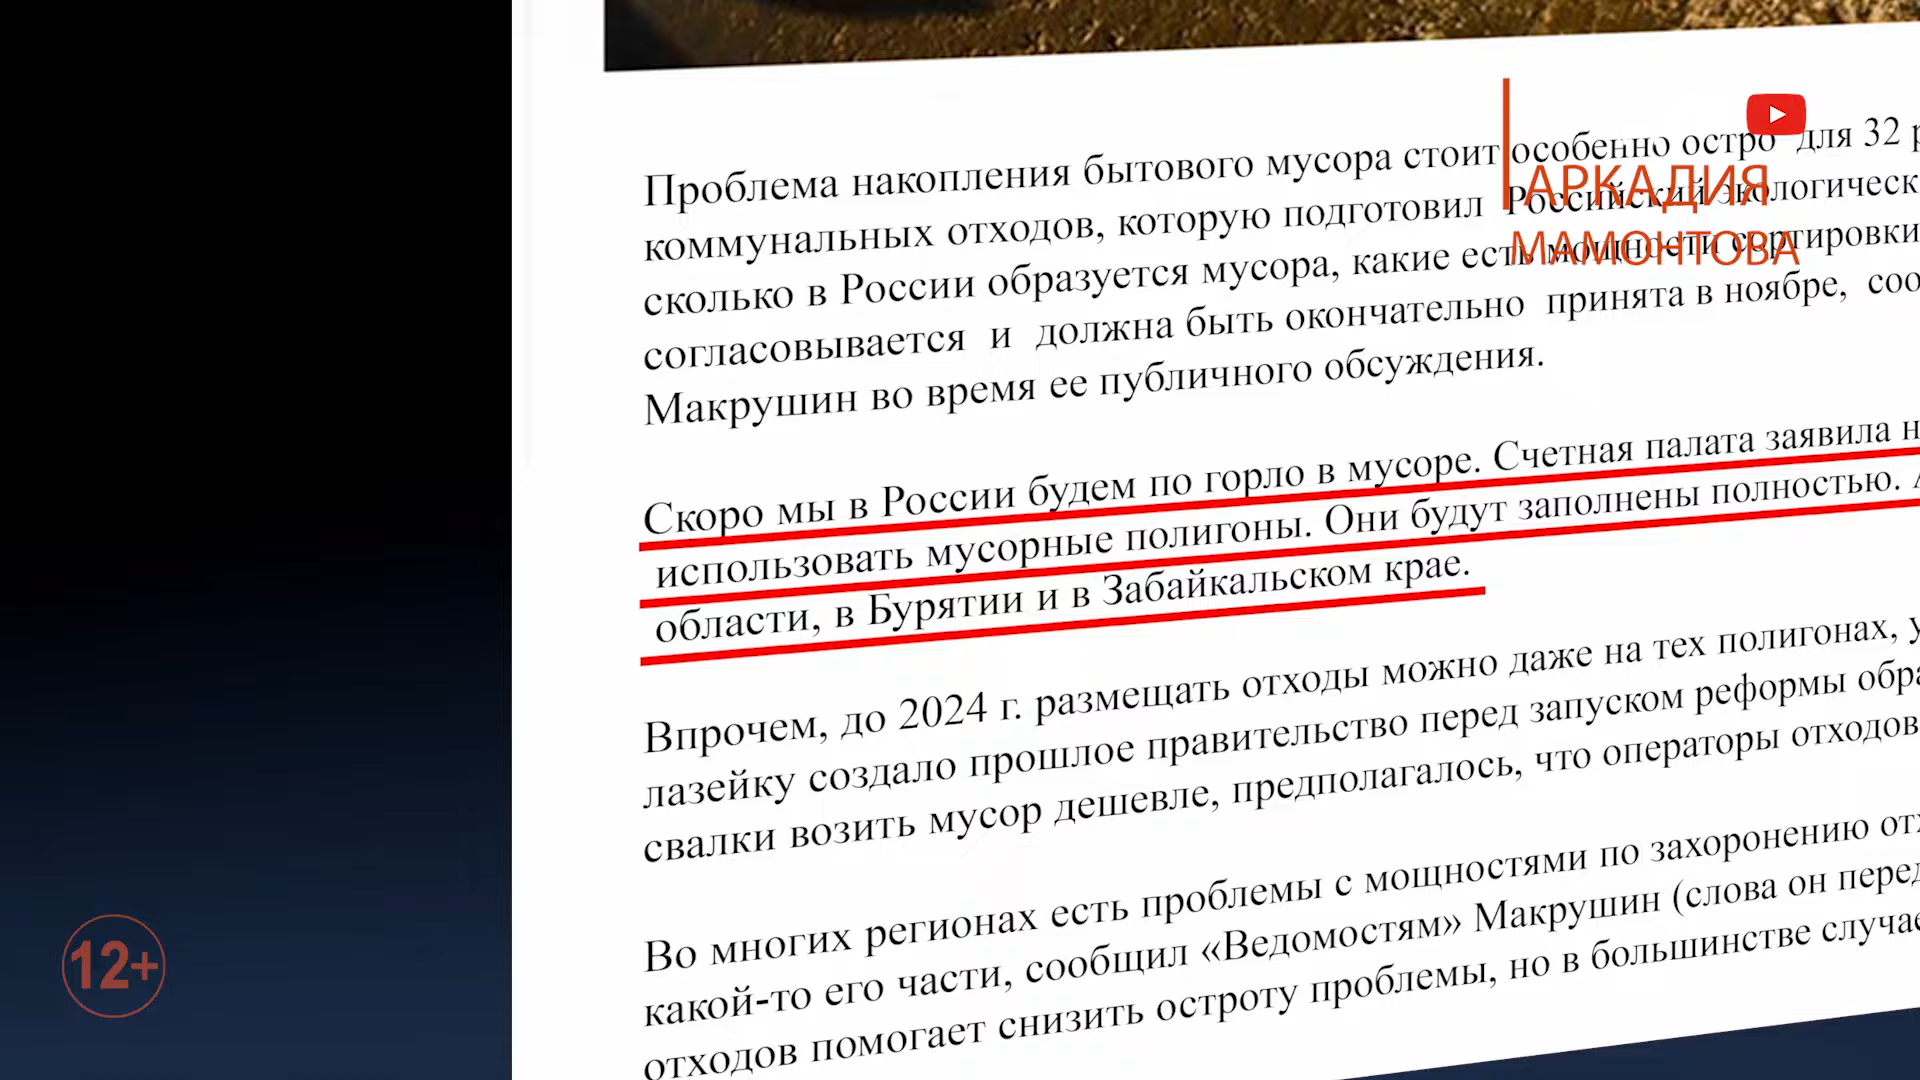 Проблема накопления бытового мусора стоит особенно остро для 32
коммунальных отходов, которую подготовил Российский
сколько в России образуется мусора, какие есть мощности сортировки
согласовывается и должна быть окончательно принята в ноябре, соо
Макрушин во время ее публичного обсуждения.
Скоро мы в России будем по горло в мусоре. Счетная палата заявила н
использовать мусорные полигоны. Они будут заполнены полностью.
области, в Бурятии и в Забайкальском крае.
Впрочем, до 2024 г. размещать отходы можно даже на тех полигонах, у
лазейку создало прошлое правительство перед запуском реформы обра
свалки возить мусор дешевле, предполагалось, что операторы отходов
Во многих регионах есть проблемы с мощностями по захоронению отх
какой-то его части, сообщил «Ведомостям» Макрушин (слова он перед
отходов помогает снизить остроту проблемы, но в большинстве случае
АРКАДИЯ
МАМОНТОВА
12+